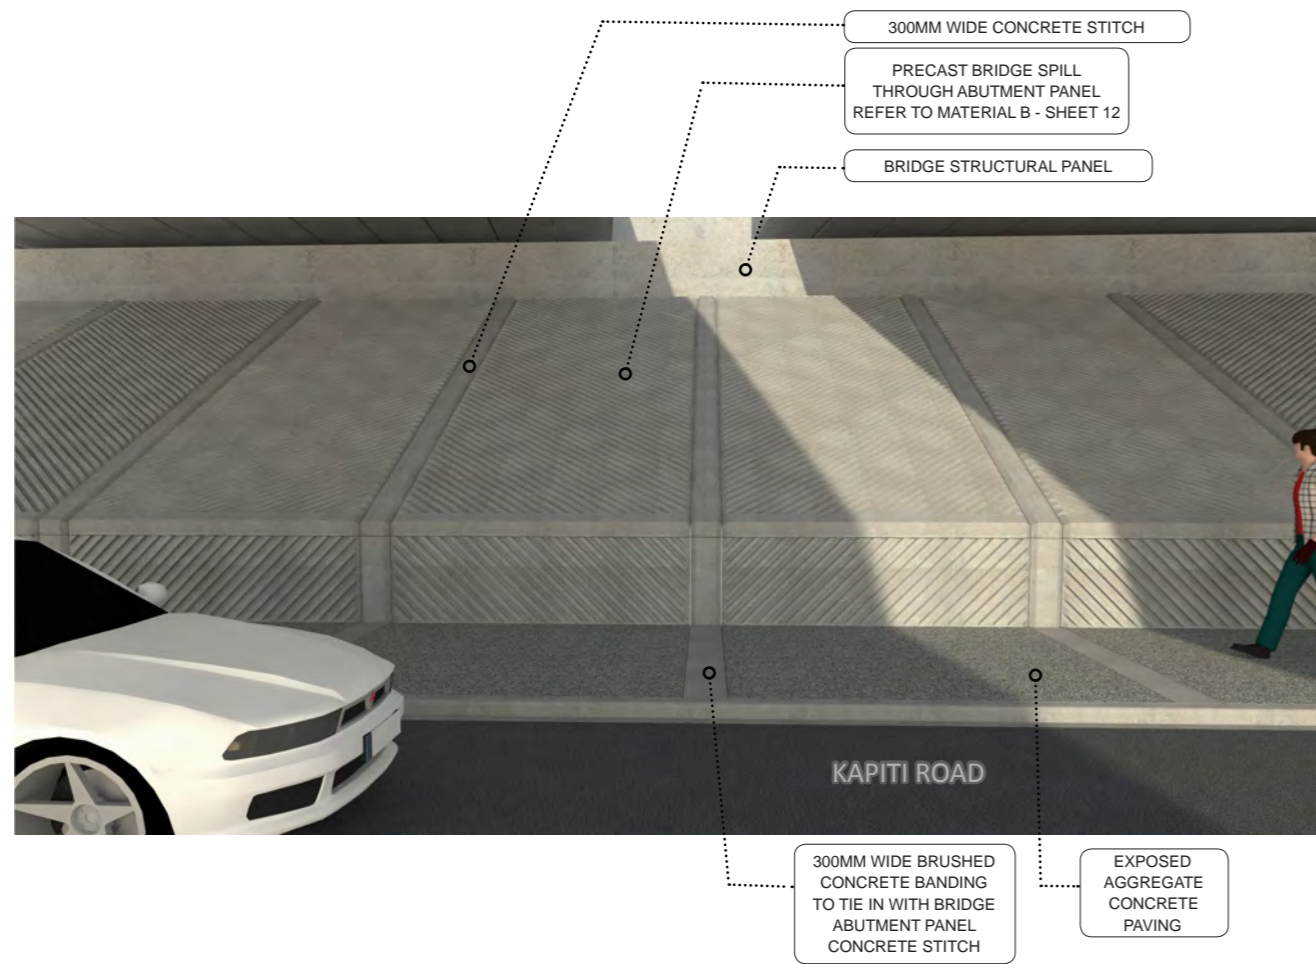 300MM WIDE CONCRETE STITCH
PRECAST BRIDGE SPILL
THROUGH ABUTMENT PANEL
REFER TO MATERIAL B - SHEET 12
BRIDGE STRUCTURAL PANEL
KAPITI ROAD
300MM WIDE BRUSHED
CONCRETE BANDING
TO TIE IN WITH BRIDGE
ABUTMENT PANEL
CONCRETE STITCH
EXPOSED
AGGREGATE
CONCRETE
PAVING